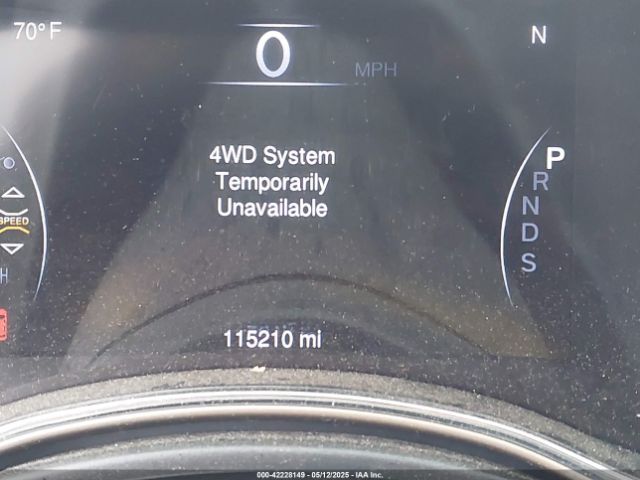 70°F
0
MPH
N
4WD System
Temporarily
Unavailable
P
R
N
D
S
SPEED
H
115210 mi
000-42228149 - 05/12/2025 - IAA Inc.